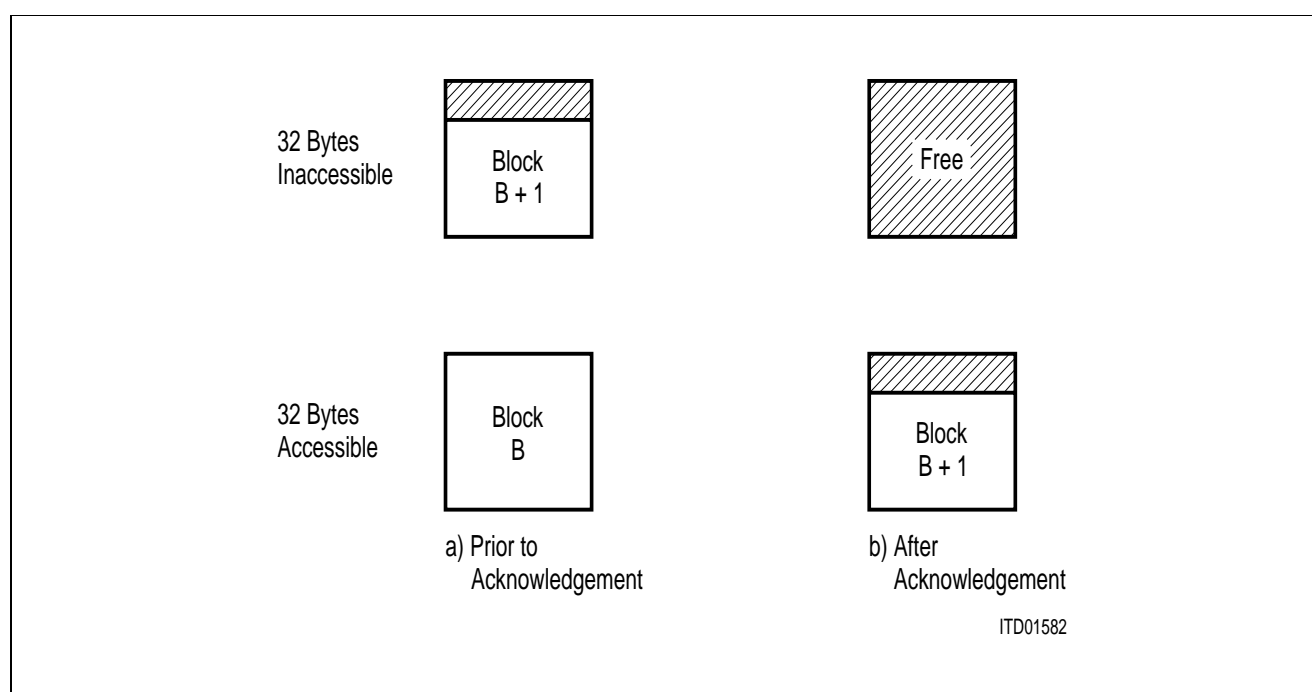 32 Bytes
Inaccessible
Block
B + 1
Free
32 Bytes
Accessible
Block
B
Block
B + 1
a) Prior to
Acknowledgement
b) After
Acknowledgement
ITD01582